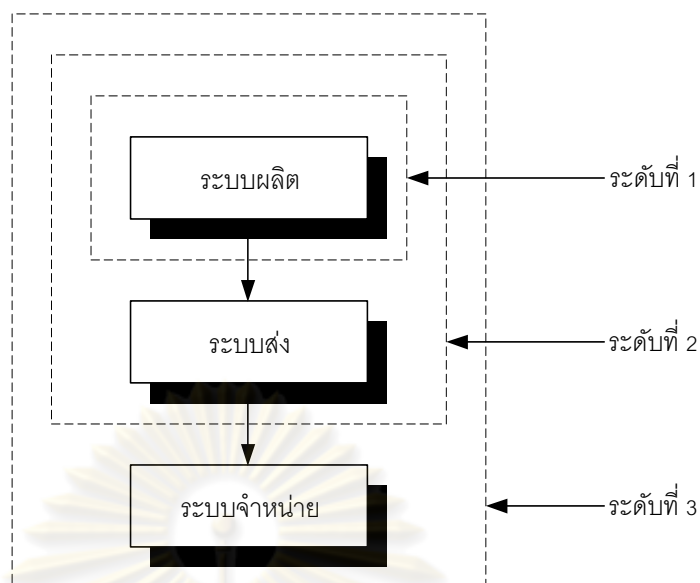 ระบบผลิต
ระดับที่ 1
ระบบส่ง
ระดับที่ 2
ระบบจำหน่าย
ระดับที่ 3